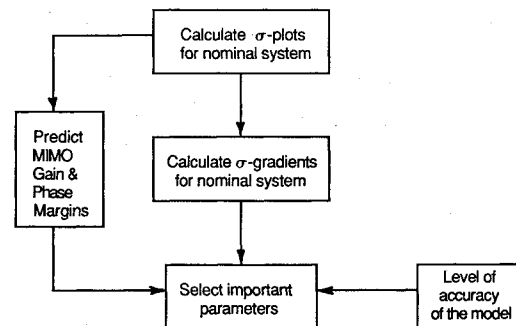 Calculate σ-plots
for nominal system
Predict
MIMO
Gain &
Phase
Margins
Calculate σ-gradients
for nominal system
Select important
parameters
Level of
accuracy
of the model